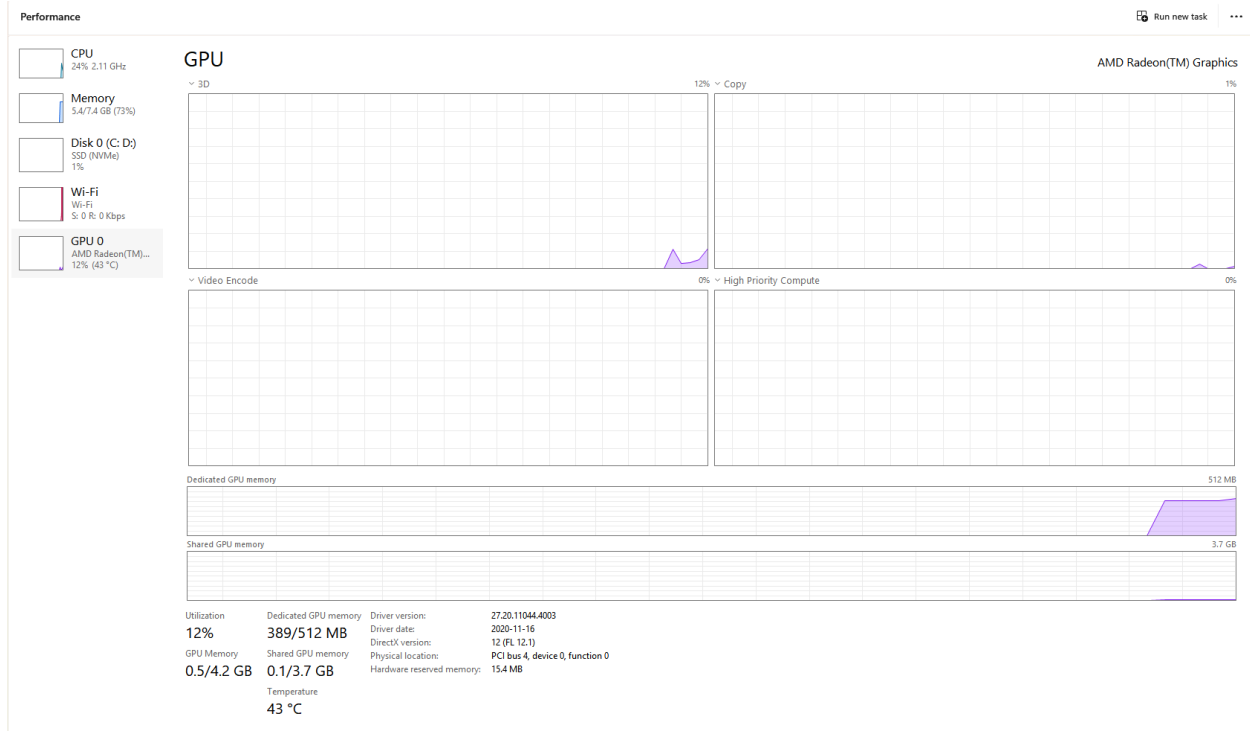 Performance
Run new task
CPU
24% 2.11 GHz
Memory
5.4/7.4 GB (73%)
Disk 0 (C: D:)
SSD (NVMe)
1%
Wi-Fi
Wi-Fi
S: 0 R: 0 Kbps
GPU 0
AMD Radeon(TM)...
12% (43 °C)
GPU
AMD Radeon(TM) Graphics
3D 12%
Copy 1%
Video Encode 0%
High Priority Compute 0%
Dedicated GPU memory 512 MB
Shared GPU memory 3.7 GB
Utilization
12%
Dedicated GPU memory
389/512 MB
GPU Memory
0.5/4.2 GB
Shared GPU memory
0.1/3.7 GB
Temperature
43 °C
Driver version: 27.20.11044.4003
Driver date: 2020-11-16
DirectX version: 12 (FL 12.1)
Physical location: PCI bus 4, device 0, function 0
Hardware reserved memory: 15.4 MB